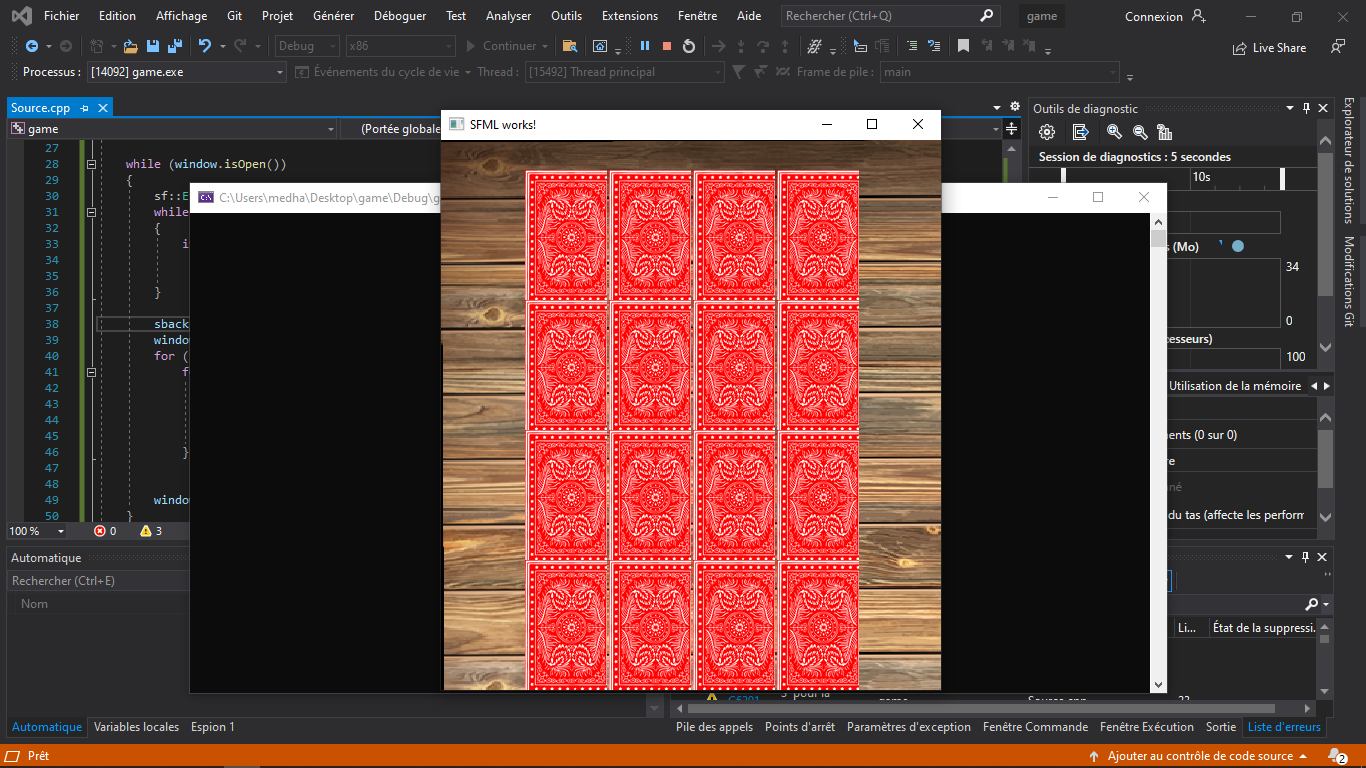 Fichier Edition Affichage Git Projet Générer Déboguer Test Analyser Outils Extensions Fenêtre Aide Rechercher (Ctrl+Q) game Connexion
Debug x86 Continuer Live Share
Processus : [14092] game.exe Événements du cycle de vie Thread : [15492] Thread principal Frame de pile : main
Source.cpp
game (Portée globale
SFML works!
C:\Users\medha\Desktop\game\Debug\g
27
28 while (window.isOpen())
29 {
30 sf::E
31 while
32 {
33 i
34
35
36 }
37
38 sback
39 windo
40 for (
41 f
42
43
44
45
46 }
47
48
49 windo
50 }
100 % 0 3
Outils de diagnostic
Session de diagnostics : 5 secondes
10s
s (Mo)
34
0
cesseurs)
100
Utilisation de la mémoire
ments (0 sur 0)
re
né
du tas (affecte les perform
Explorateur de solutions
Modifications Git
Automatique
Rechercher (Ctrl+E)
Nom
Li... État de la suppressi...
Automatique Variables locales Espion 1
Pile des appels Points d'arrêt Paramètres d'exception Fenêtre Commande Fenêtre Exécution Sortie Liste d'erreurs
Prêt Ajouter au contrôle de code source 2